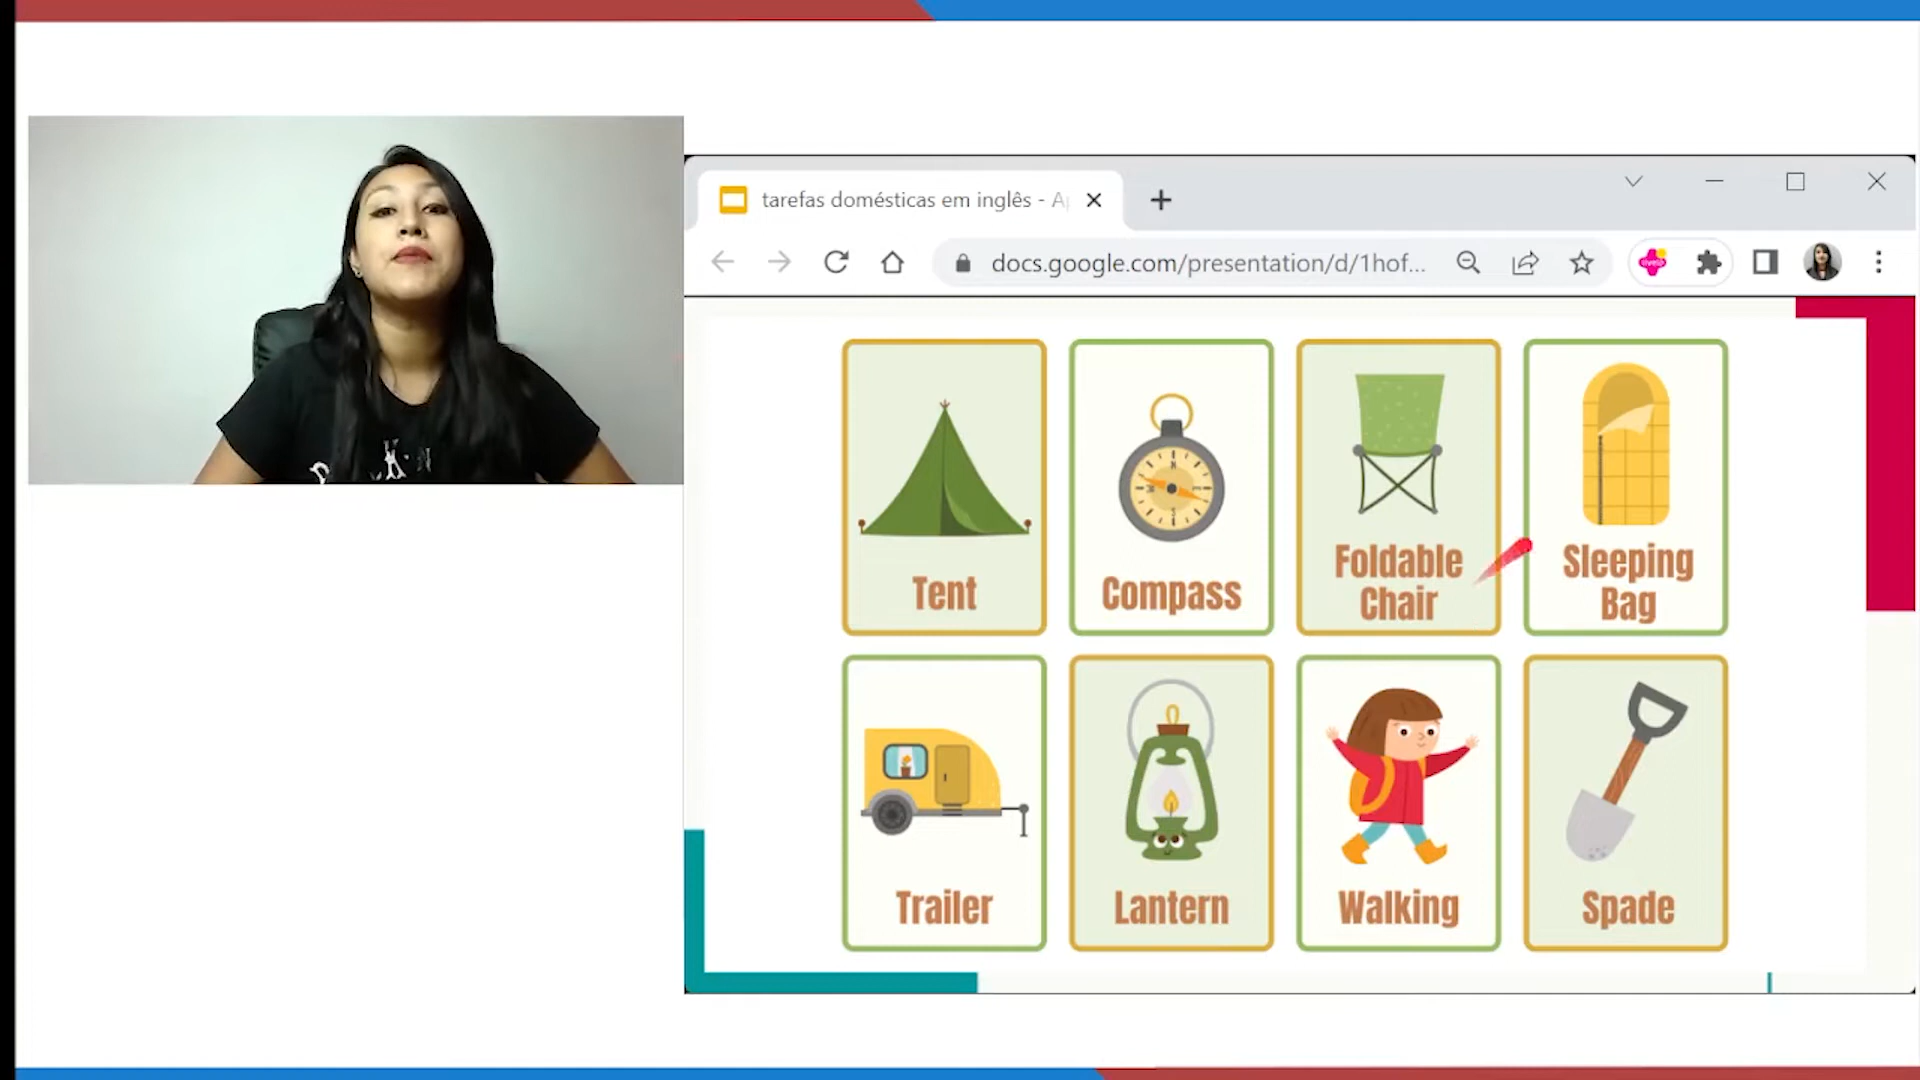 tarefas domésticas em inglês - A
docs.google.com/presentation/d/1hof...
Tent
Compass
Foldable
Chair
Sleeping
Bag
Trailer
Lantern
Walking
Spade